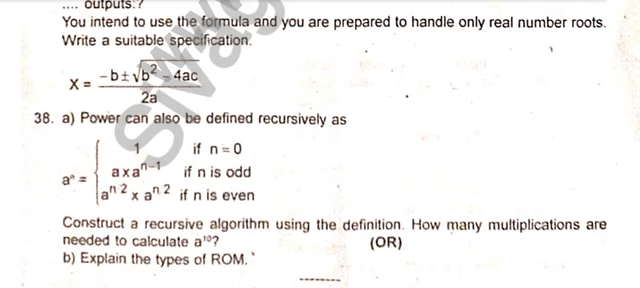 .... outputs:?
You intend to use the formula and you are prepared to handle only real number roots.
Write a suitable specification.
X = −b±√b² − 4ac / 2a
38. a) Power can also be defined recursively as
1 if n = 0
aⁿ = a x aⁿ⁻¹ if n is odd
aⁿ ² x aⁿ ² if n is even
Construct a recursive algorithm using the definition. How many multiplications are
needed to calculate a¹⁰? (OR)
b) Explain the types of ROM.